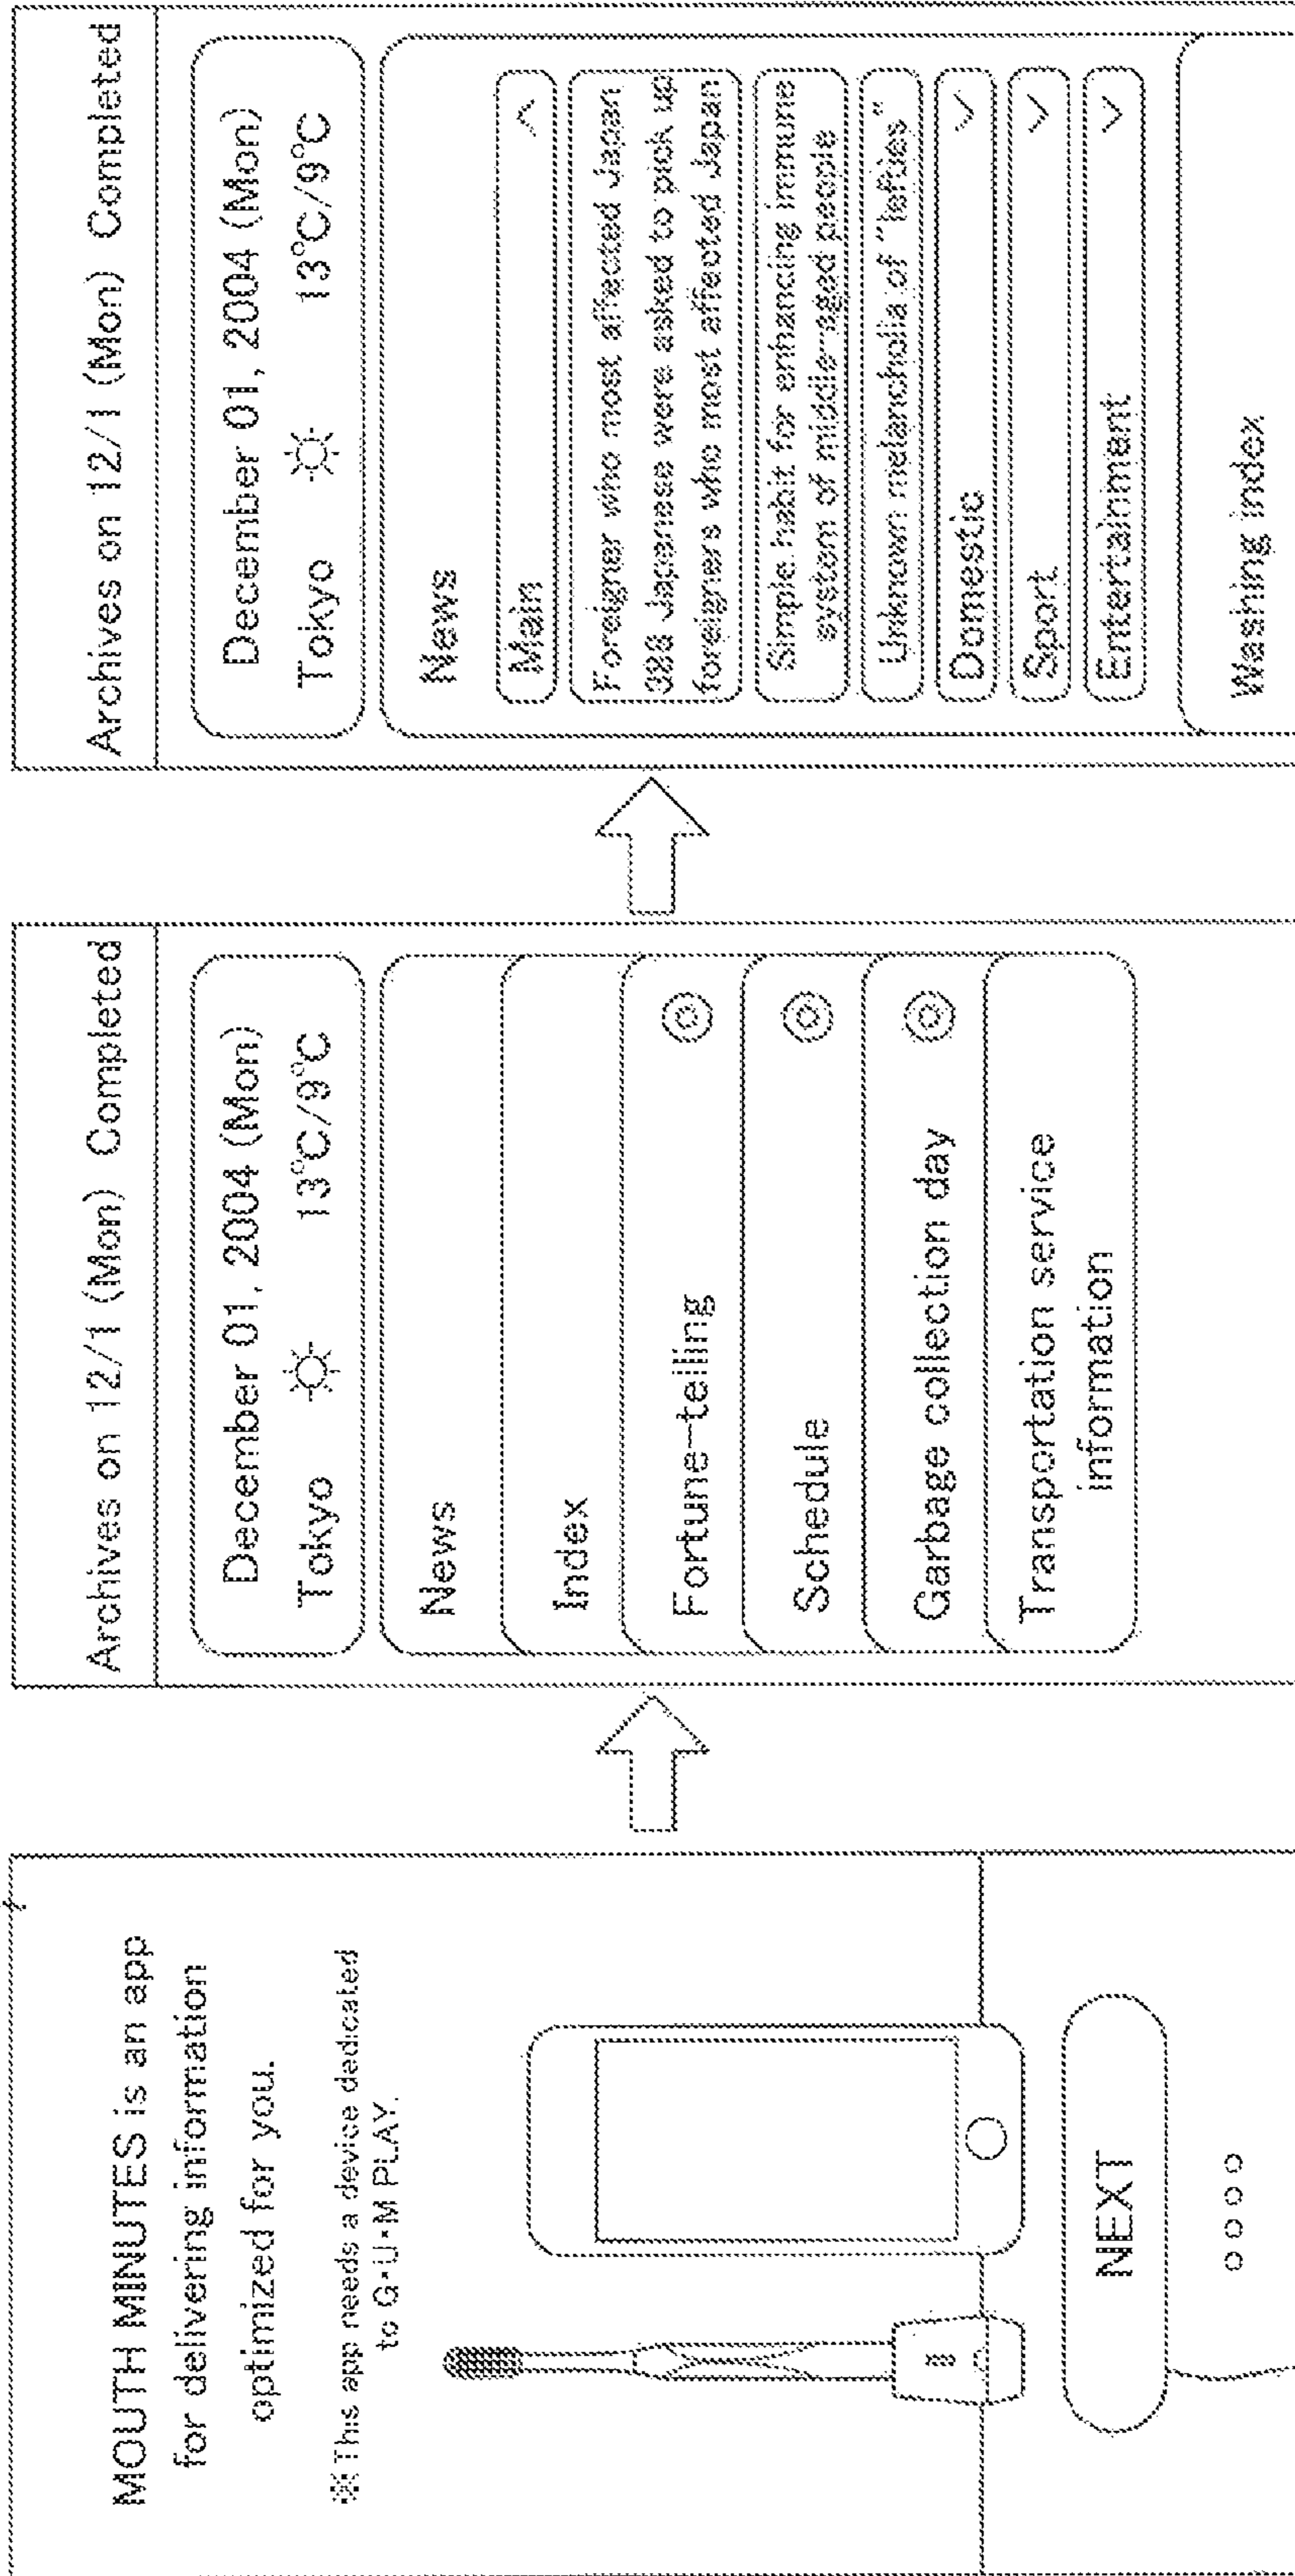 MOUTH MINUTES is an app
for delivering information
optimized for you.
※ This app needs a device dedicated
to G・U・M PLAY.
NEXT
Archives on 12/1 (Mon) Completed
December 01, 2004 (Mon)
Tokyo 13°C/9°C
News
Index
Fortune-telling
Schedule
Garbage collection day
Transportation service
information
Archives on 12/1 (Mon) Completed
December 01, 2004 (Mon)
Tokyo 13°C/9°C
News
Main
Foreigner who most affected Japan
388 Japanese were asked to pick up
foreigners who most affected Japan
Simple habit for enhancing immune
system of middle-aged people
Unknown melancholia of "lefties"
Domestic
Sport
Entertainment
Washing index